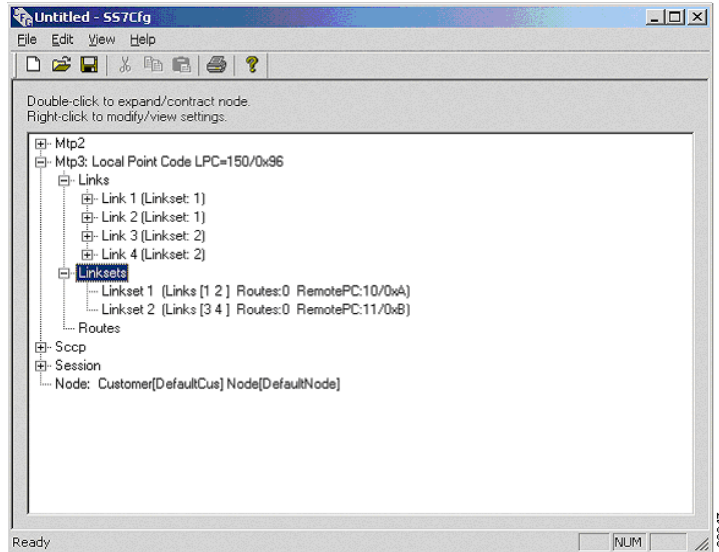 Untitled - SS7Cfg
File Edit View Help
Double-click to expand/contract node.
Right-click to modify/view settings.
Mtp2
Mtp3: Local Point Code LPC=150/0x96
Links
Link 1 (Linkset: 1)
Link 2 (Linkset: 1)
Link 3 (Linkset: 2)
Link 4 (Linkset: 2)
Linksets
Linkset 1 (Links [1 2 ] Routes:0 RemotePC:10/0xA)
Linkset 2 (Links [3 4 ] Routes:0 RemotePC:11/0xB)
Routes
Sccp
Session
Node: Customer[DefaultCus] Node[DefaultNode]
Ready
NUM